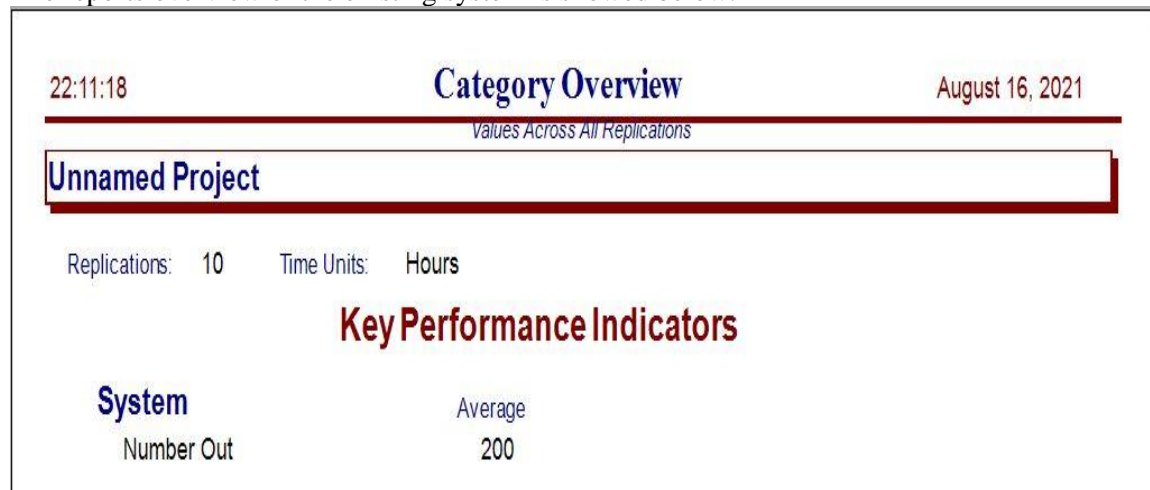 22:11:18 Category Overview August 16, 2021
Values Across All Replications
Unnamed Project
Replications: 10 Time Units: Hours
Key Performance Indicators
System Average
Number Out 200